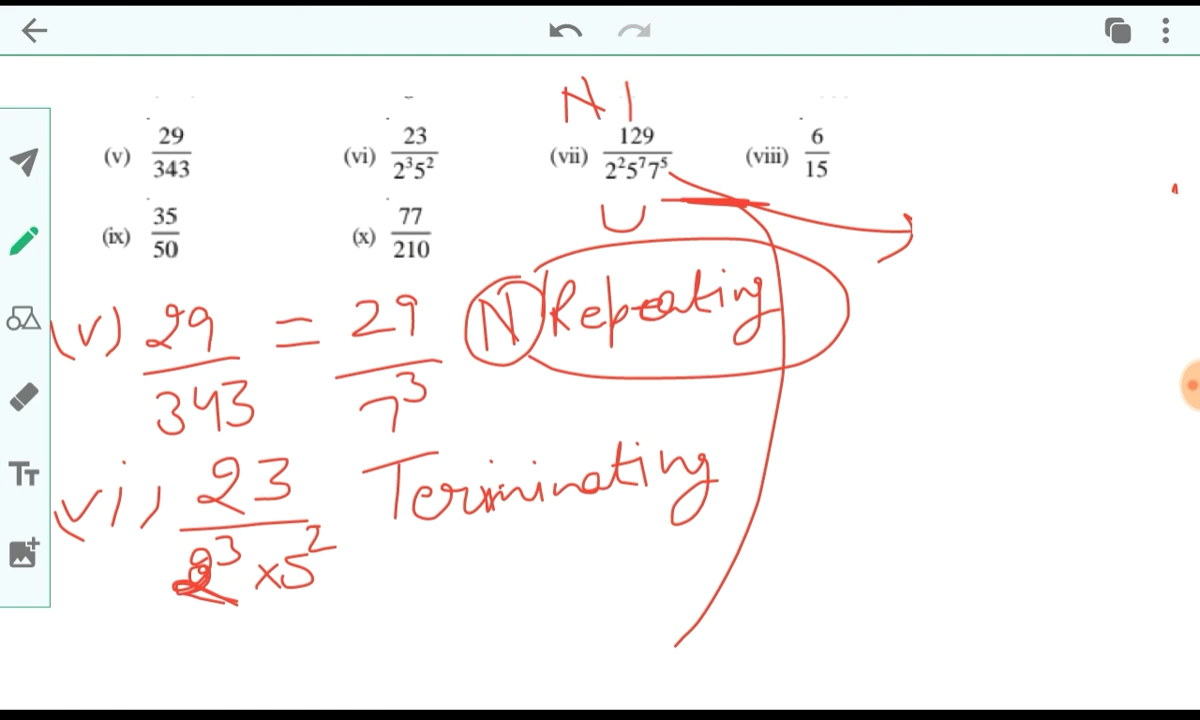 N I
(v) 29/343 (vi) 23/2³5² (vii) 129/2²5⁷7⁵ (viii) 6/15
(ix) 35/50 (x) 77/210
(v) 29/343 = 29/7³ N Repeating
(vi) 23/2³×5² Terminating
TT